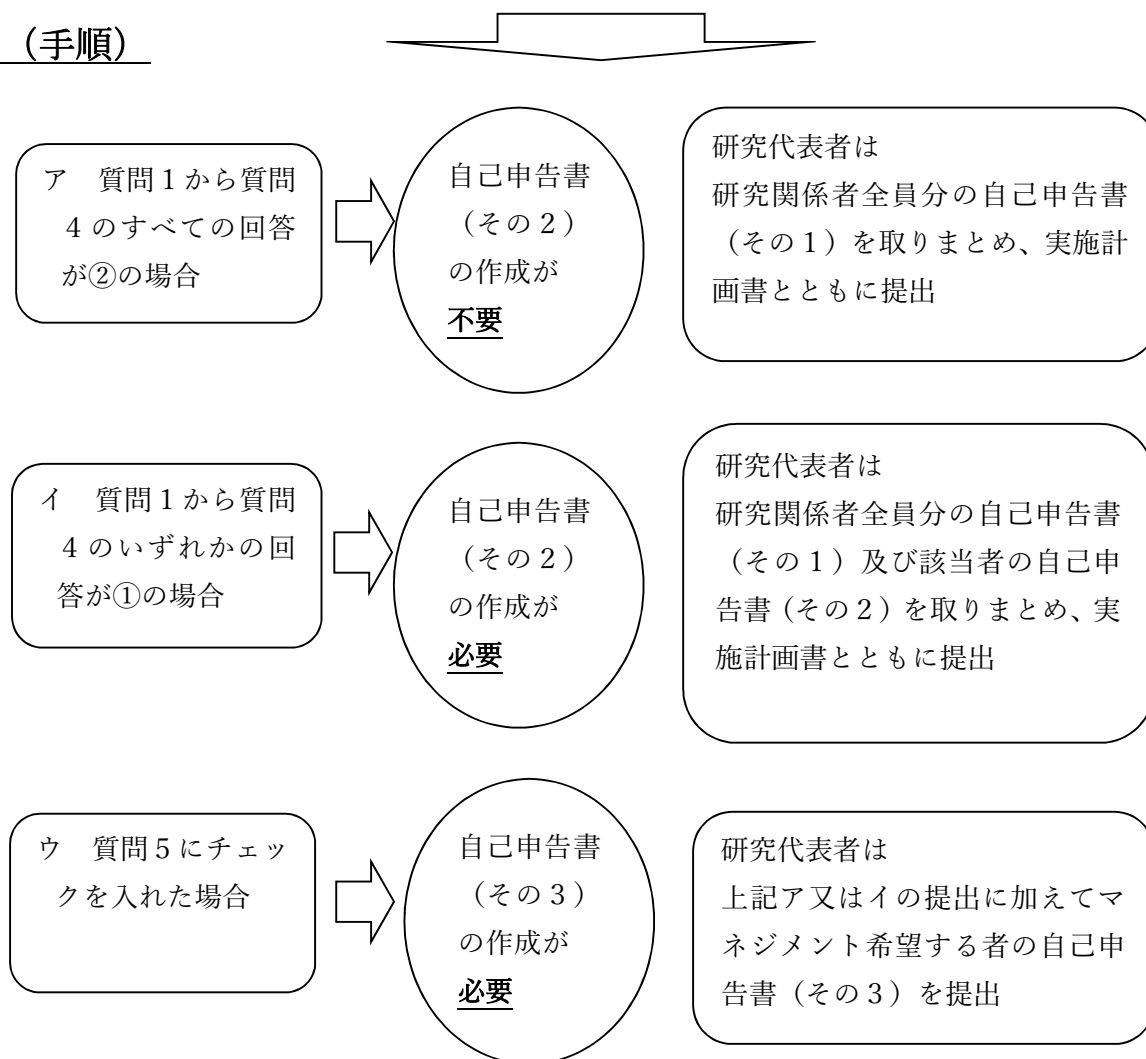 （手順）
ア　質問１から質問
４のすべての回答
が②の場合
自己申告書
（その２）
の作成が
不要
研究代表者は
研究関係者全員分の自己申告書
（その１）を取りまとめ、実施計
画書とともに提出
イ　質問１から質問
４のいずれかの回
答が①の場合
自己申告書
（その２）
の作成が
必要
研究代表者は
研究関係者全員分の自己申告書
（その１）及び該当者の自己申
告書（その２）を取りまとめ、実
施計画書とともに提出
ウ　質問５にチェッ
クを入れた場合
自己申告書
（その３）
の作成が
必要
研究代表者は
上記ア又はイの提出に加えてマ
ネジメント希望する者の自己申
告書（その３）を提出